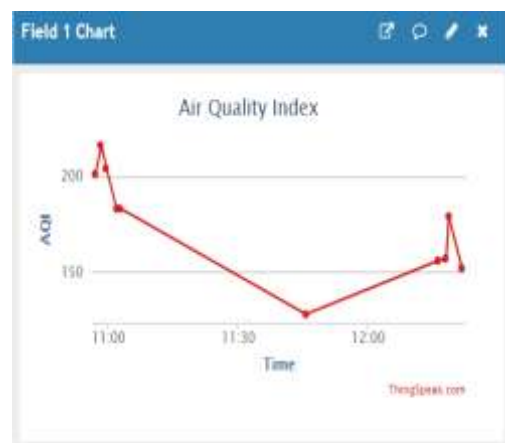 Field 1 Chart
Air Quality Index
200
150
AQI
11:00
11:30
12:00
Time
ThingSpeak.com